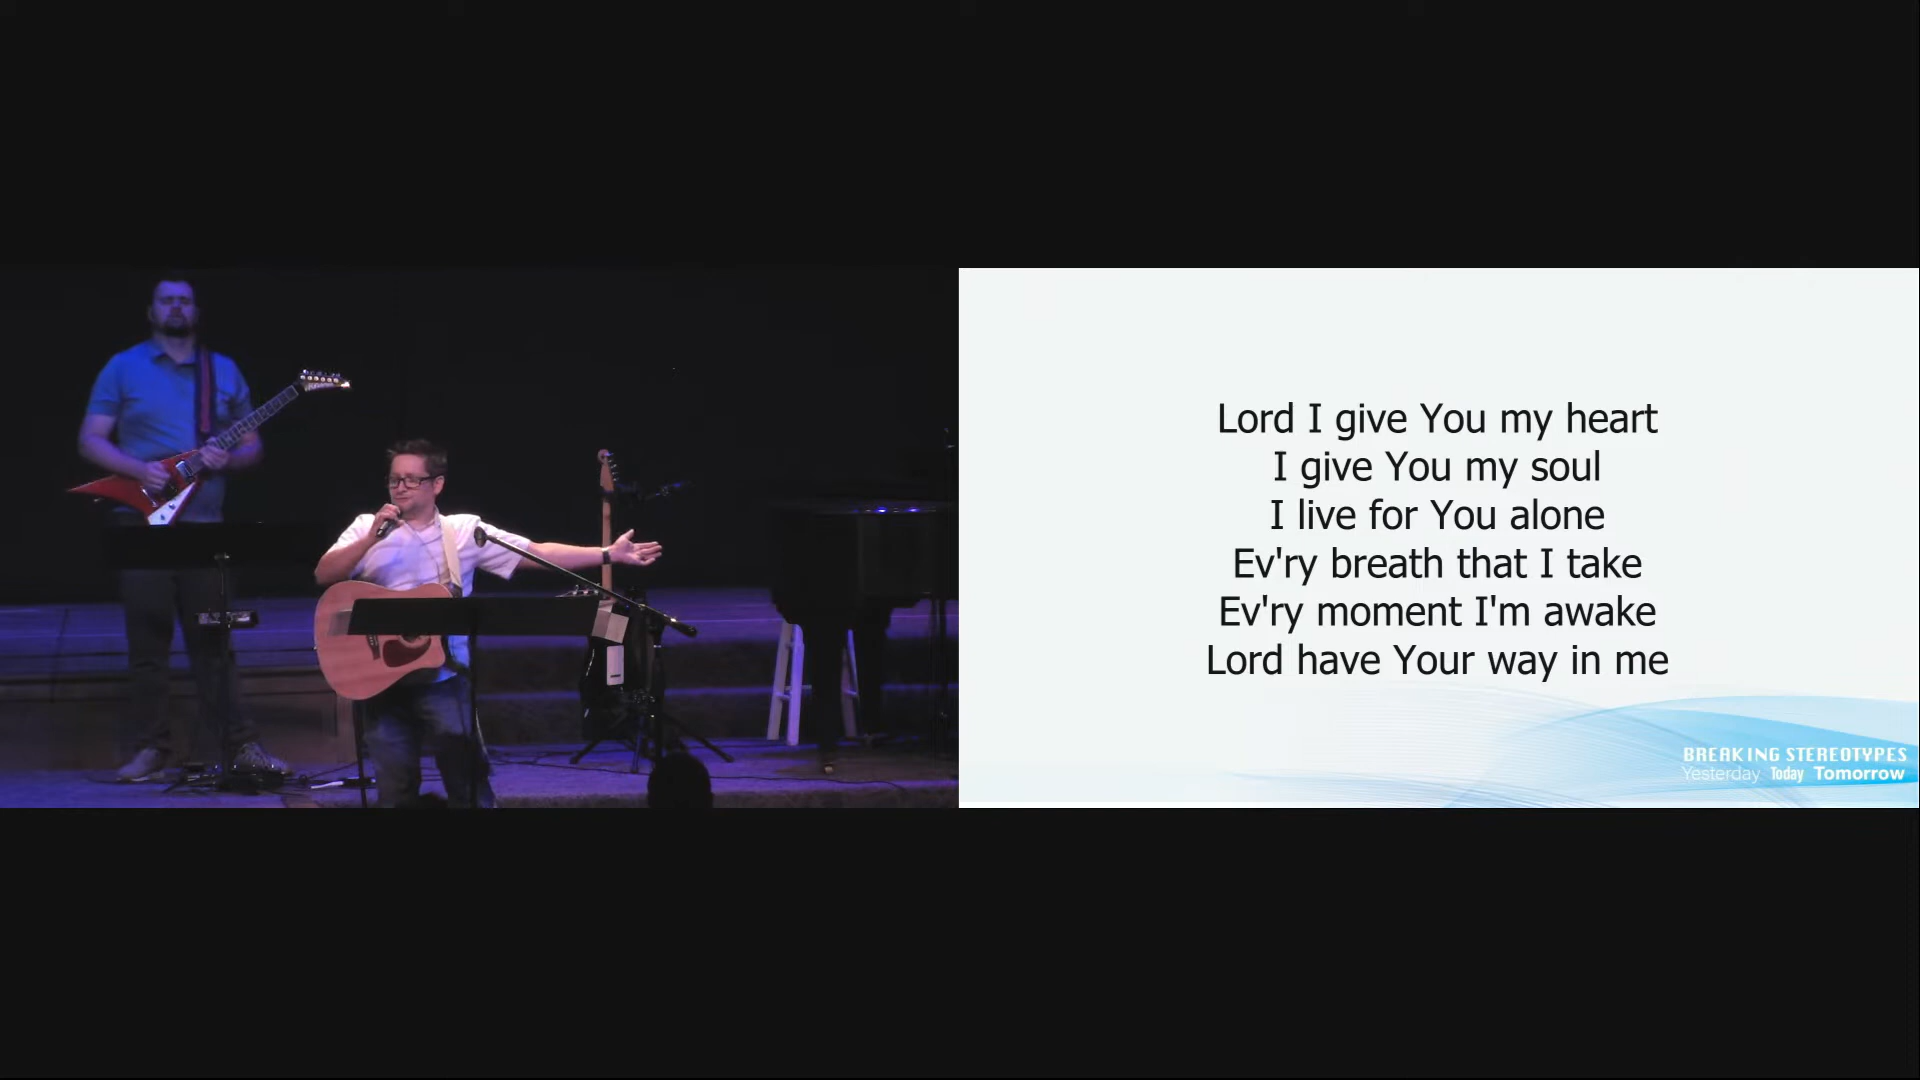 Lord I give You my heart
I give You my soul
I live for You alone
Ev'ry breath that I take
Ev'ry moment I'm awake
Lord have Your way in me
BREAKING STEREOTYPES
Yesterday Today Tomorrow